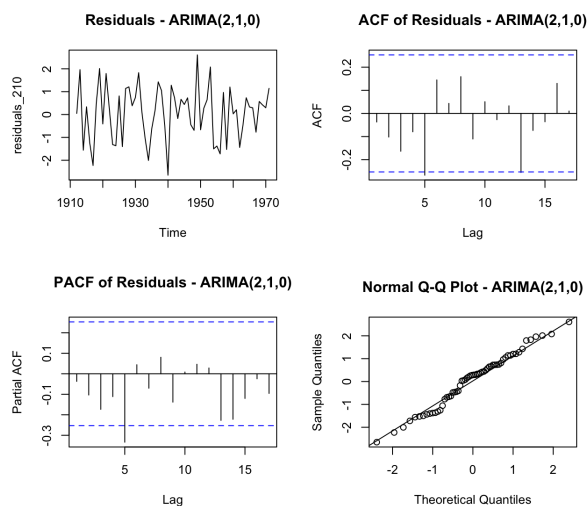 Residuals - ARIMA(2,1,0)
residuals_210
2
1
0
-1
-2
1910
1930
1950
1970
Time
ACF of Residuals - ARIMA(2,1,0)
ACF
0.2
0.0
-0.2
5
10
15
Lag
PACF of Residuals - ARIMA(2,1,0)
Partial ACF
0.1
-0.1
-0.3
5
10
15
Lag
Normal Q-Q Plot - ARIMA(2,1,0)
Sample Quantiles
2
1
0
-1
-2
-2
-1
0
1
2
Theoretical Quantiles